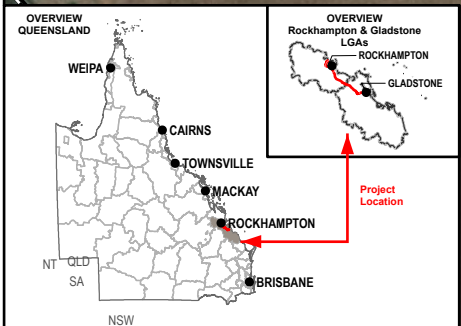 OVERVIEW
QUEENSLAND
WEIPA
CAIRNS
TOWNSVILLE
MACKAY
ROCKHAMPTON
BRISBANE
NT
QLD
SA
NSW
OVERVIEW
Rockhampton & Gladstone
LGAs
ROCKHAMPTON
GLADSTONE
Project
Location